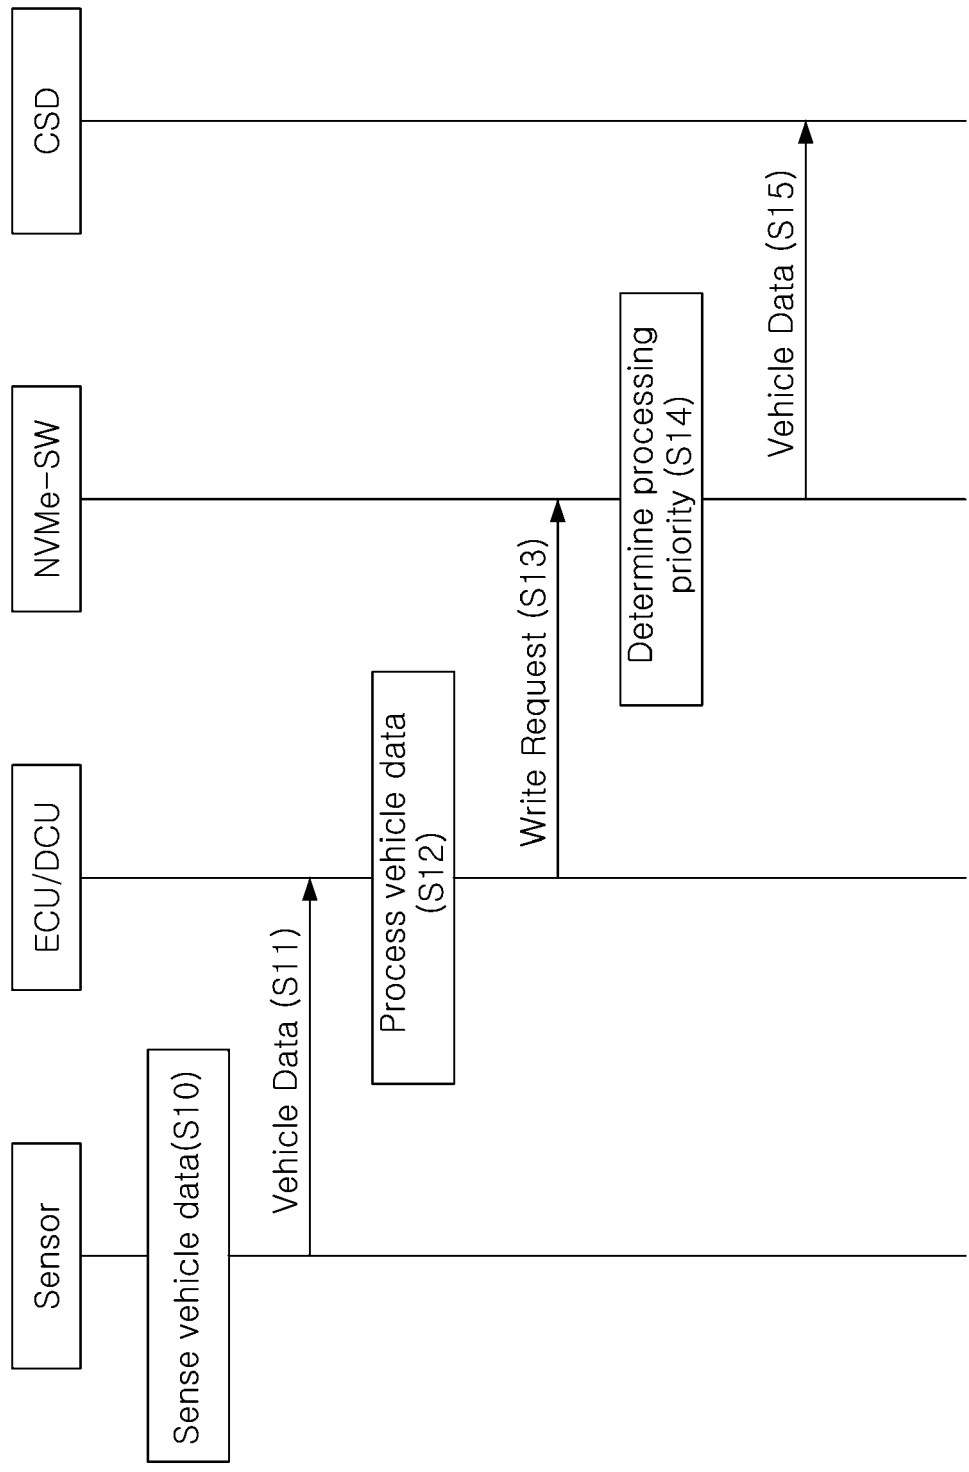 Sensor
ECU/DCU
NVMe-SW
CSD
Sense vehicle data(S10)
Vehicle Data (S11)
Process vehicle data
(S12)
Write Request (S13)
Determine processing
priority (S14)
Vehicle Data (S15)